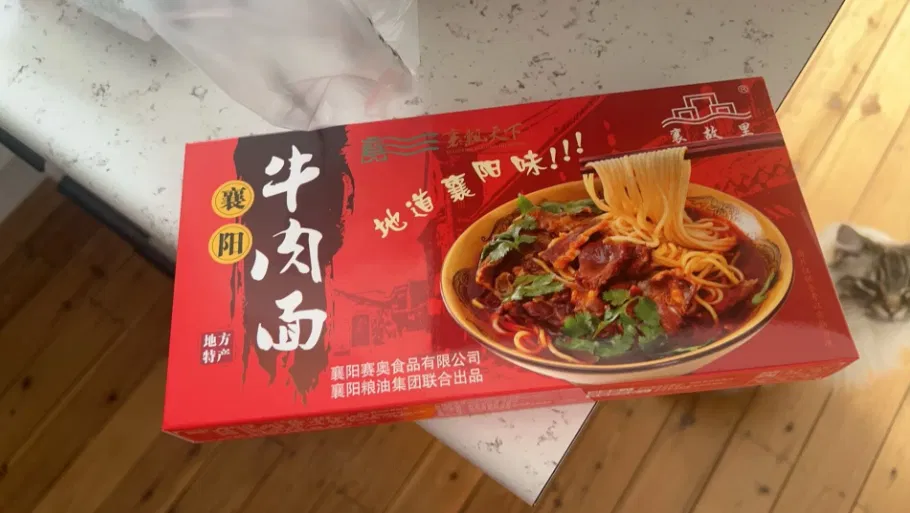 襄阳
牛肉面
地方
特产
襄阳赛奥食品有限公司
襄阳粮油集团联合出品
地道襄阳味!!!
襄故里
®